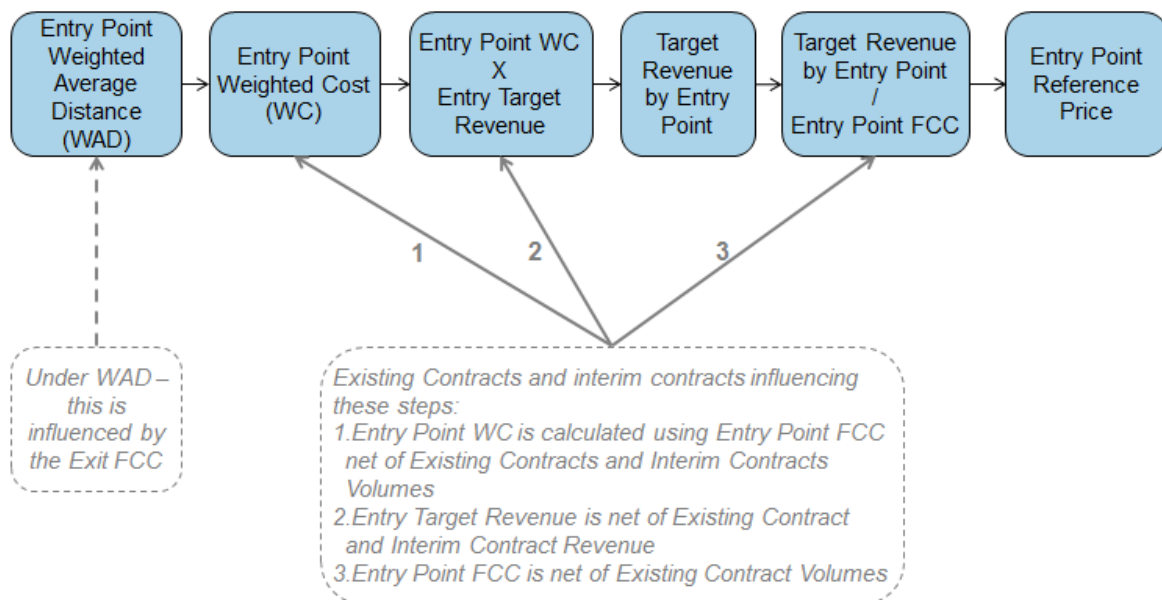 Entry Point
Weighted
Average
Distance
(WAD)
Entry Point
Weighted Cost
(WC)
Entry Point WC
X
Entry Target
Revenue
Target
Revenue
by Entry
Point
Target Revenue
by Entry Point
/
Entry Point FCC
Entry Point
Reference
Price
1
2
3
Under WAD –
this is
influenced by
the Exit FCC
Existing Contracts and interim contracts influencing
these steps:
1.Entry Point WC is calculated using Entry Point FCC
net of Existing Contracts and Interim Contracts
Volumes
2.Entry Target Revenue is net of Existing Contract
and Interim Contract Revenue
3.Entry Point FCC is net of Existing Contract Volumes